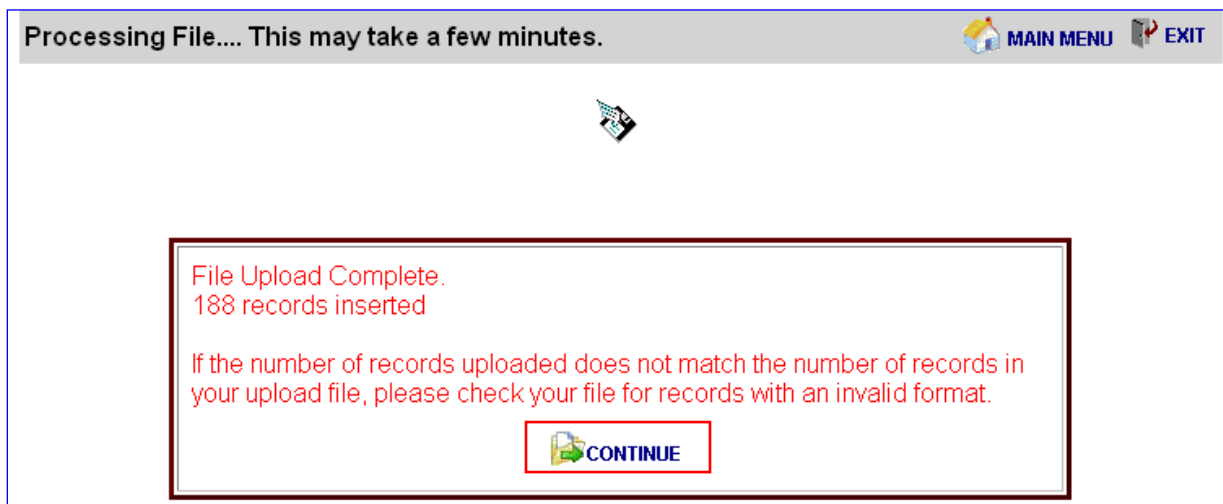 Processing File.... This may take a few minutes.
MAIN MENU
EXIT
File Upload Complete.
188 records inserted
If the number of records uploaded does not match the number of records in
your upload file, please check your file for records with an invalid format.
CONTINUE